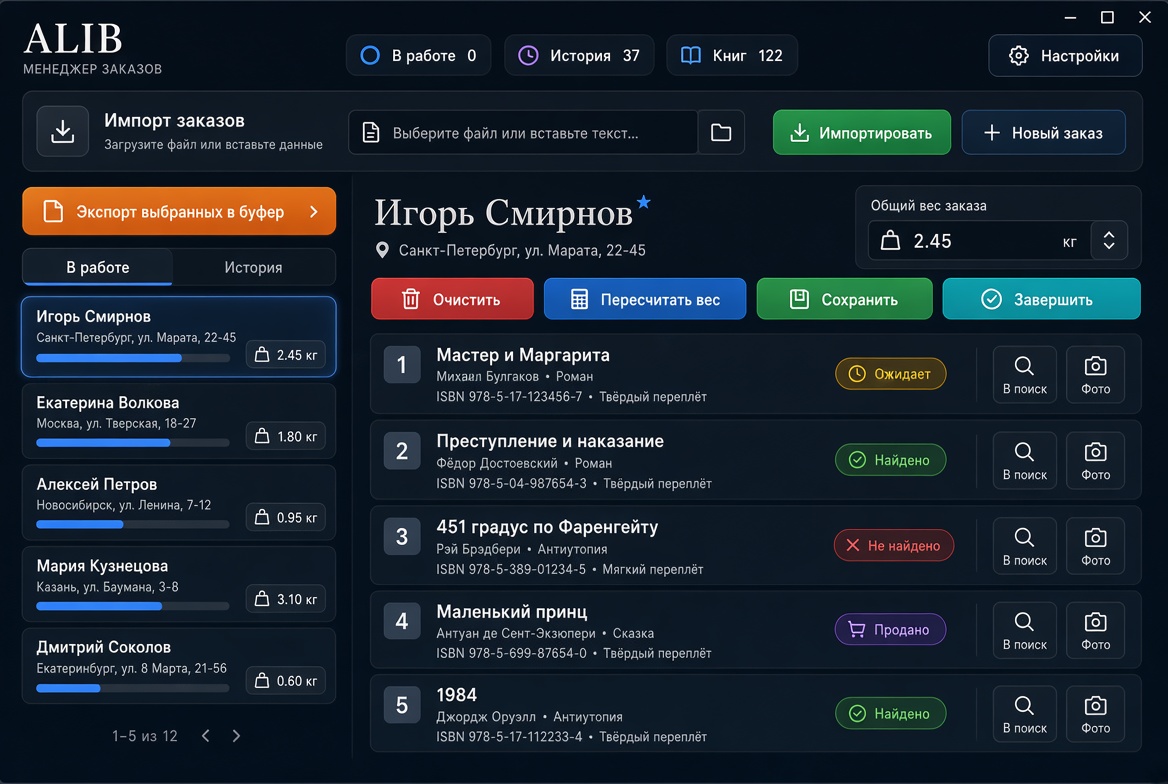 ALIB
МЕНЕДЖЕР ЗАКАЗОВ
В работе 0
История 37
Книг 122
Настройки
Импорт заказов
Загрузите файл или вставьте данные
Выберите файл или вставьте текст...
Импортировать
Новый заказ
Экспорт выбранных в буфер
В работе
История
Игорь Смирнов
Санкт-Петербург, ул. Марата, 22-45
2.45 кг
Екатерина Волкова
Москва, ул. Тверская, 18-27
1.80 кг
Алексей Петров
Новосибирск, ул. Ленина, 7-12
0.95 кг
Мария Кузнецова
Казань, ул. Баумана, 3-8
3.10 кг
Дмитрий Соколов
Екатеринбург, ул. 8 Марта, 21-56
0.60 кг
1–5 из 12
Игорь Смирнов
Санкт-Петербург, ул. Марата, 22-45
Общий вес заказа
2.45 кг
Очистить
Пересчитать вес
Сохранить
Завершить
1
Мастер и Маргарита
Михаил Булгаков • Роман
ISBN 978-5-17-123456-7 • Твёрдый переплёт
Ожидает
В поиск
Фото
2
Преступление и наказание
Фёдор Достоевский • Роман
ISBN 978-5-04-987654-3 • Твёрдый переплёт
Найдено
В поиск
Фото
3
451 градус по Фаренгейту
Рэй Брэдбери • Антиутопия
ISBN 978-5-389-01234-5 • Мягкий переплёт
Не найдено
В поиск
Фото
4
Маленький принц
Антуан де Сент-Экзюпери • Сказка
ISBN 978-5-699-87654-0 • Твёрдый переплёт
Продано
В поиск
Фото
5
1984
Джордж Оруэлл • Антиутопия
ISBN 978-5-17-112233-4 • Твёрдый переплёт
Найдено
В поиск
Фото